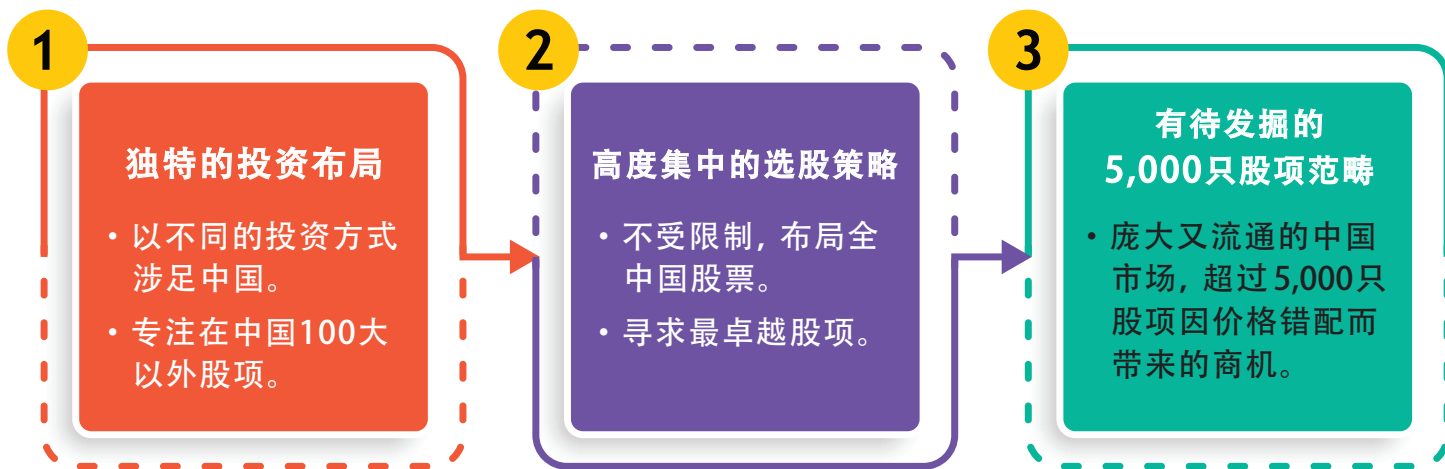 1
独特的投资布局
• 以不同的投资方式
涉足中国。
• 专注在中国100大
以外股项。
2
高度集中的选股策略
• 不受限制, 布局全
中国股票。
• 寻求最卓越股项。
3
有待发掘的
5,000只股项范畴
• 庞大又流通的中国
市场, 超过5,000只
股项因价格错配而
带来的商机。